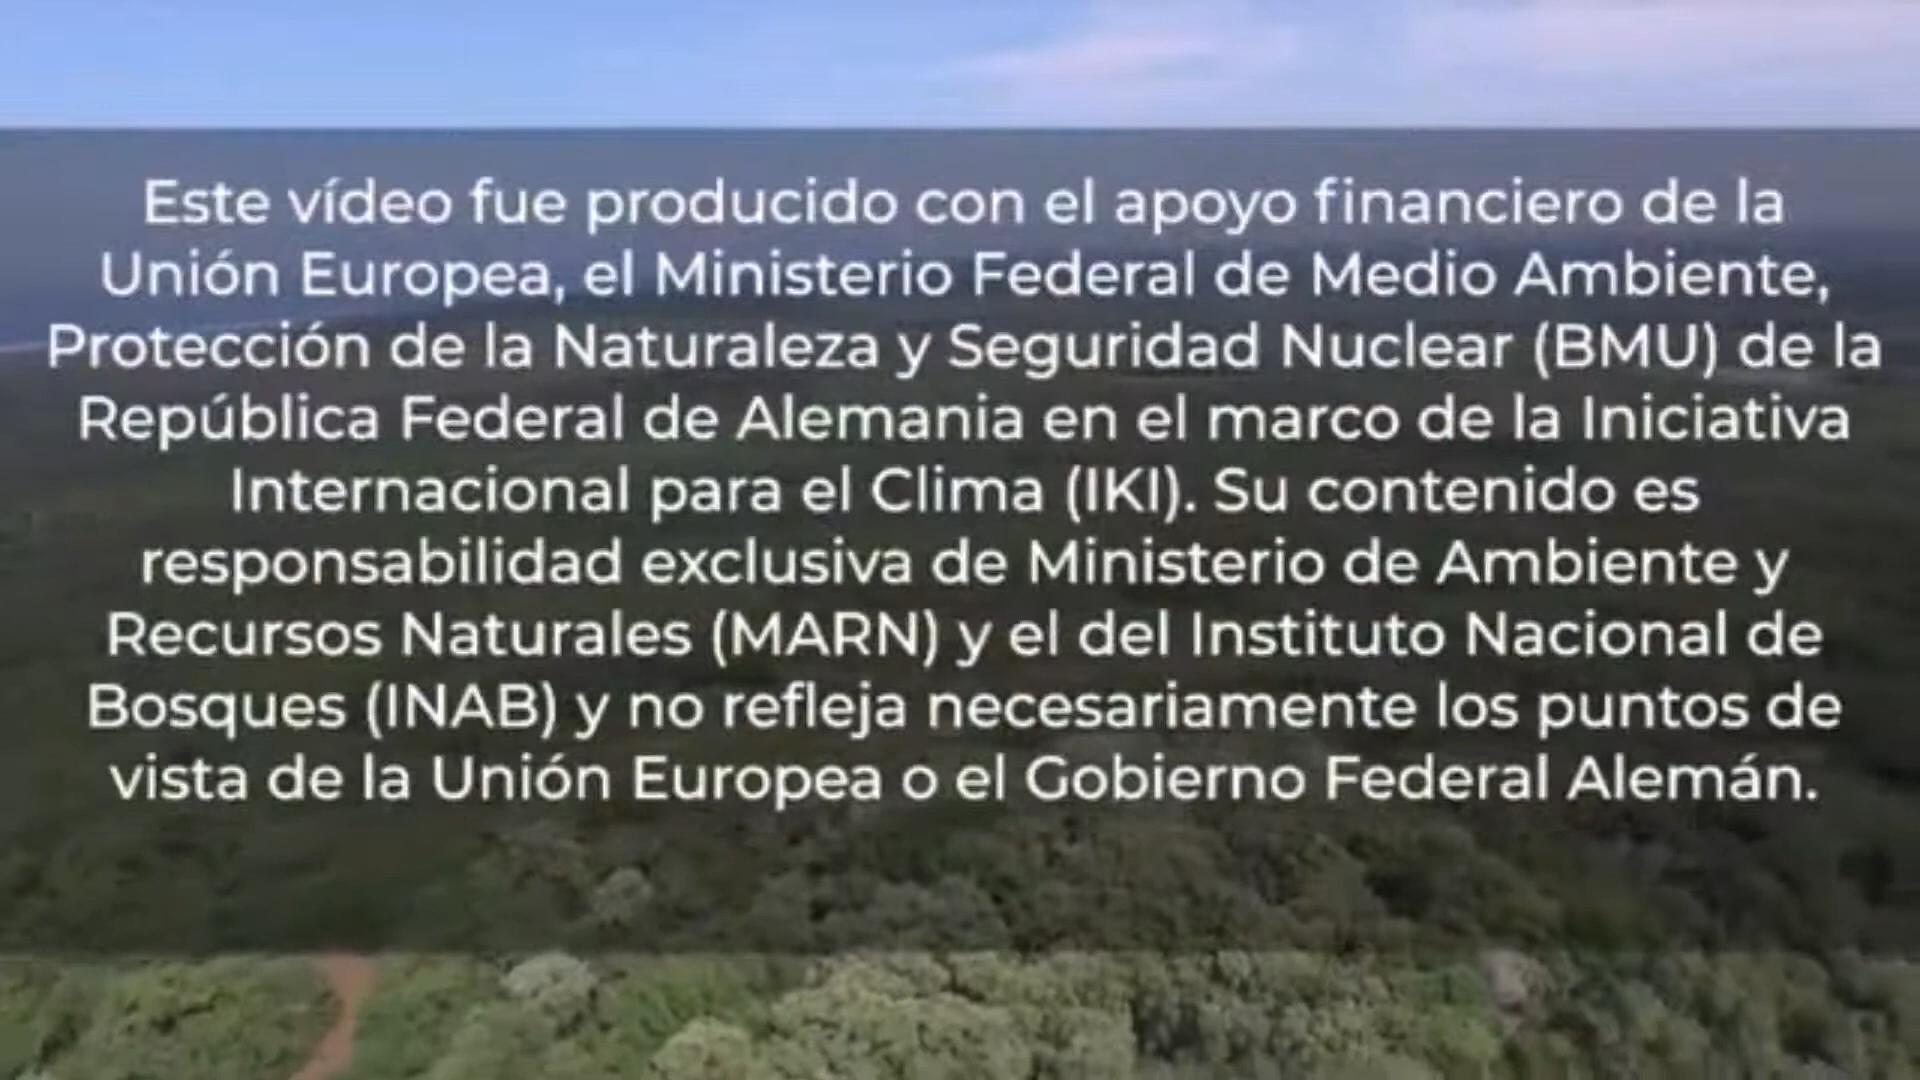 Este vídeo fue producido con el apoyo financiero de la
Unión Europea, el Ministerio Federal de Medio Ambiente,
Protección de la Naturaleza y Seguridad Nuclear (BMU) de la
República Federal de Alemania en el marco de la Iniciativa
Internacional para el Clima (IKI). Su contenido es
responsabilidad exclusiva de Ministerio de Ambiente y
Recursos Naturales (MARN) y el del Instituto Nacional de
Bosques (INAB) y no refleja necesariamente los puntos de
vista de la Unión Europea o el Gobierno Federal Alemán.